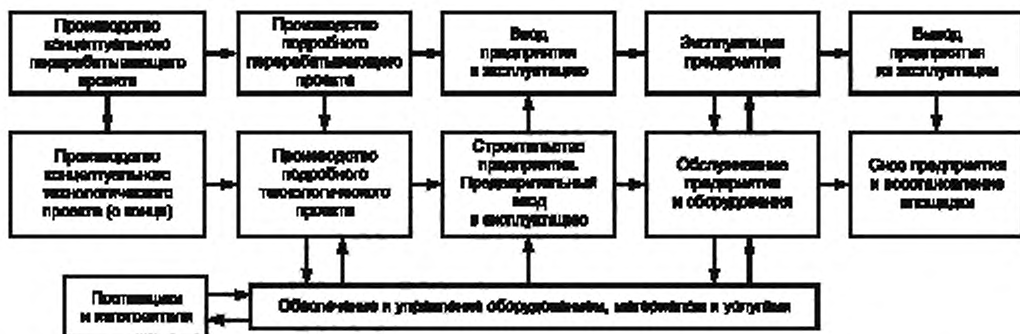 Производство
концептуального
перерабатывающего
проекта
Производство
подробного
перерабатывающего
проекта
Ввод
предприятия
в эксплуатацию
Эксплуатация
предприятия
Вывод
предприятия
из эксплуатации
Производство
концептуального
технологического
проекта (с конца)
Производство
подробного
технологического
проекта
Строительство
предприятия.
Предварительный
ввод
в эксплуатацию
Обслуживание
предприятия
и оборудования
Снос предприятия
и восстановление
площадки
Поставщики
и изготовители
Обеспечение и управление оборудованием, материалами и услугами